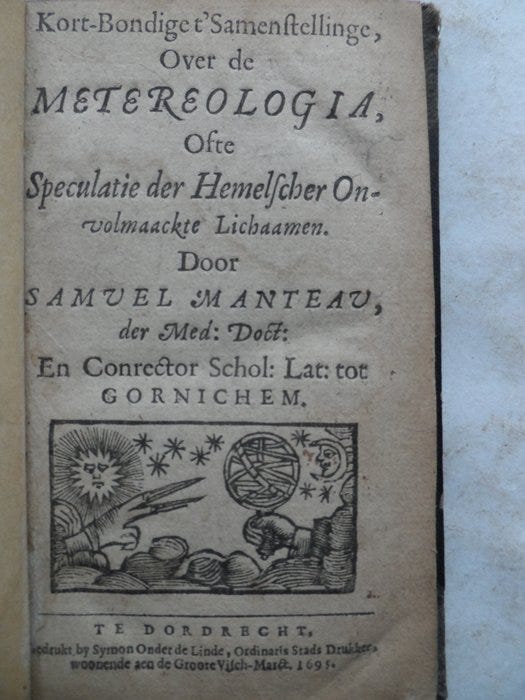 Kort-Bondige t'Samenſtellinge,
Over de
METEREOLOGIA,
Ofte
Speculatie der Hemelſcher On-
volmaackte Lichaamen.
Door
SAMUEL MANTEAU,
der Med: Doct:
En Conrector Schol: Lat: tot
GORNICHEM.
TE DORDRECHT,
edrukt by Symon Onder de Linde, Ordinaris Stads Drukker,
woonende aen de Groote Viſch-Marct. 1695.